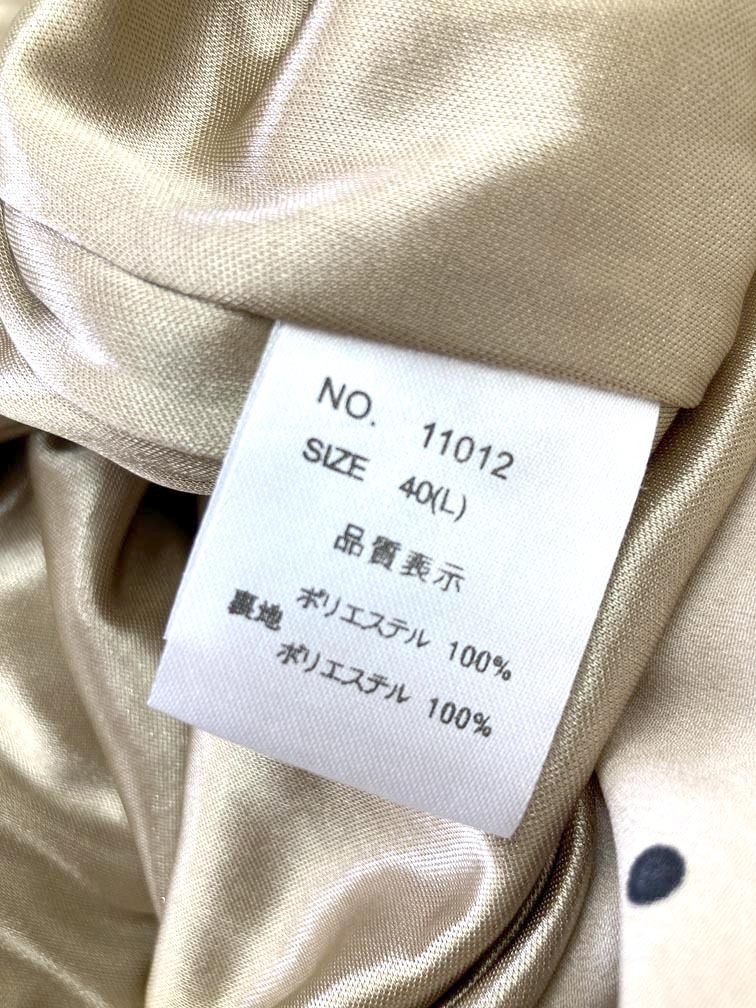 NO. 11012
SIZE 40(L)
品質表示
ポリエステル 100%
裏地
ポリエステル 100%